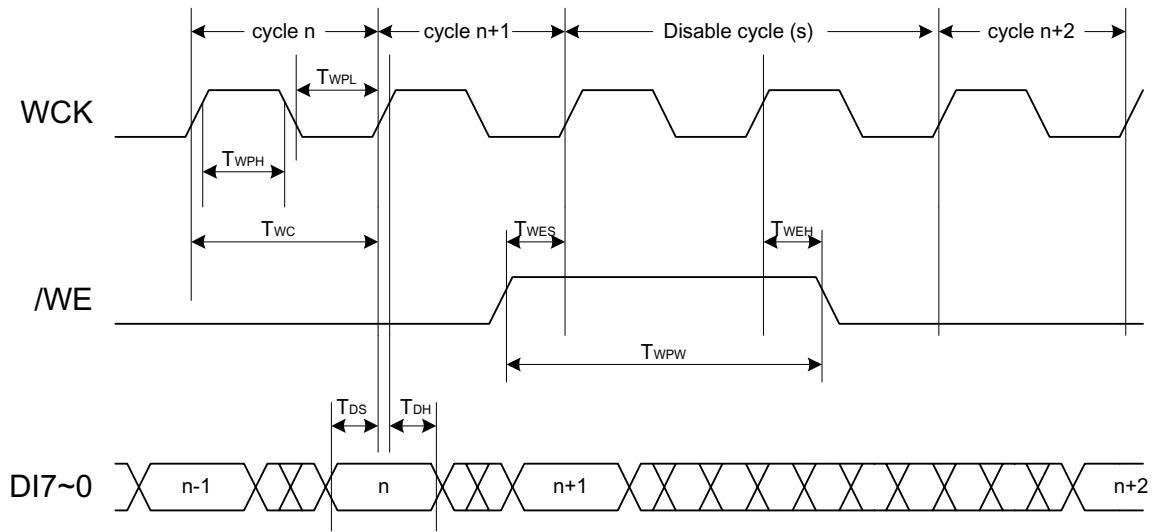 cycle n
cycle n+1
Disable cycle (s)
cycle n+2
TWPL
WCK
TWPH
TWC
TWES
TWEH
/WE
TWPW
TDS
TDH
DI7~0
n-1
n
n+1
n+2